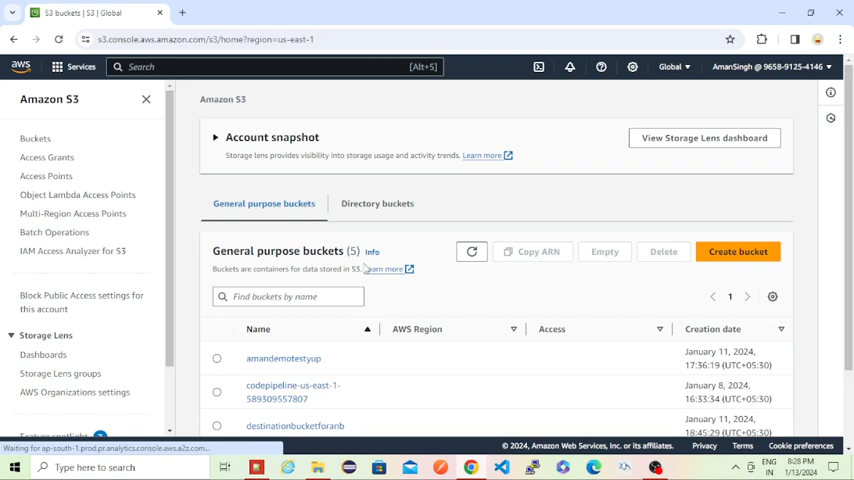 S3 buckets | S3 | Global
s3.console.aws.amazon.com/s3/home?region=us-east-1
aws Services Search [Alt+S] Global AmanSingh @ 9658-9125-4146
Amazon S3
Buckets
Access Grants
Access Points
Object Lambda Access Points
Multi-Region Access Points
Batch Operations
IAM Access Analyzer for S3
Block Public Access settings for
this account
Storage Lens
Dashboards
Storage Lens groups
AWS Organizations settings
Feature spotlight
Amazon S3
Account snapshot
View Storage Lens dashboard
Storage lens provides visibility into storage usage and activity trends. Learn more
General purpose buckets Directory buckets
General purpose buckets (5) Info
Copy ARN Empty Delete Create bucket
Buckets are containers for data stored in S3. Learn more
Find buckets by name
1
Name AWS Region Access Creation date
amandemotestyup January 11, 2024,
17:36:19 (UTC+05:30)
codepipeline-us-east-1- January 8, 2024,
589309557807 16:33:34 (UTC+05:30)
destinationbucketforanb January 11, 2024,
18:45:29 (UTC+05:30)
Waiting for ap-south-1.prod.pr.analytics.console.aws.a2z.com...
© 2024, Amazon Web Services, Inc. or its affiliates. Privacy Terms Cookie preferences
Type here to search
ENG
IN
8:28 PM
1/13/2024